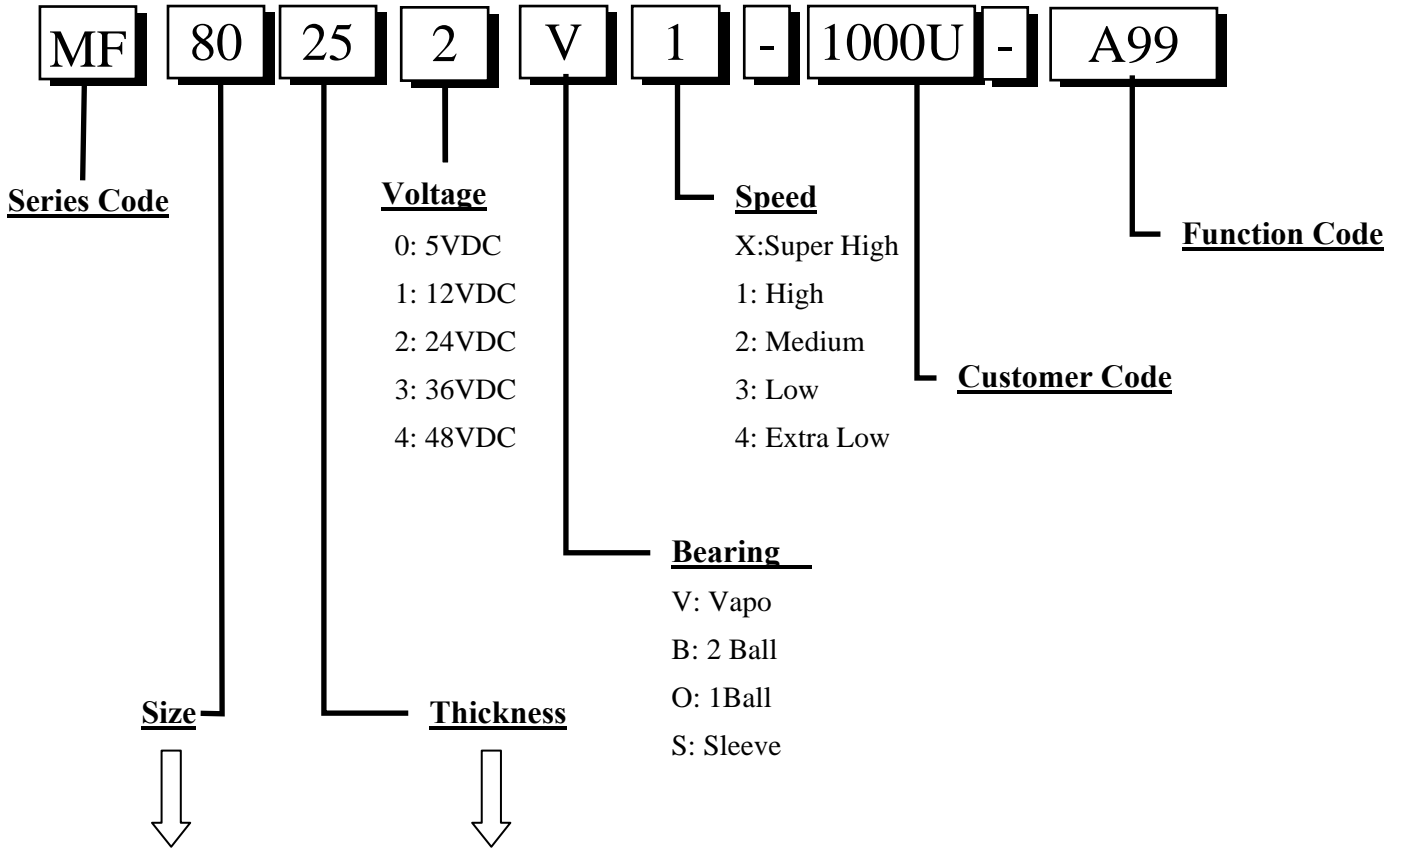 MF 80 25 2 V 1 - 1000U - A99
Series Code
Voltage
0: 5VDC
1: 12VDC
2: 24VDC
3: 36VDC
4: 48VDC
Speed
X:Super High
1: High
2: Medium
3: Low
4: Extra Low
Function Code
Customer Code
Bearing
V: Vapo
B: 2 Ball
O: 1Ball
S: Sleeve
Size
Thickness